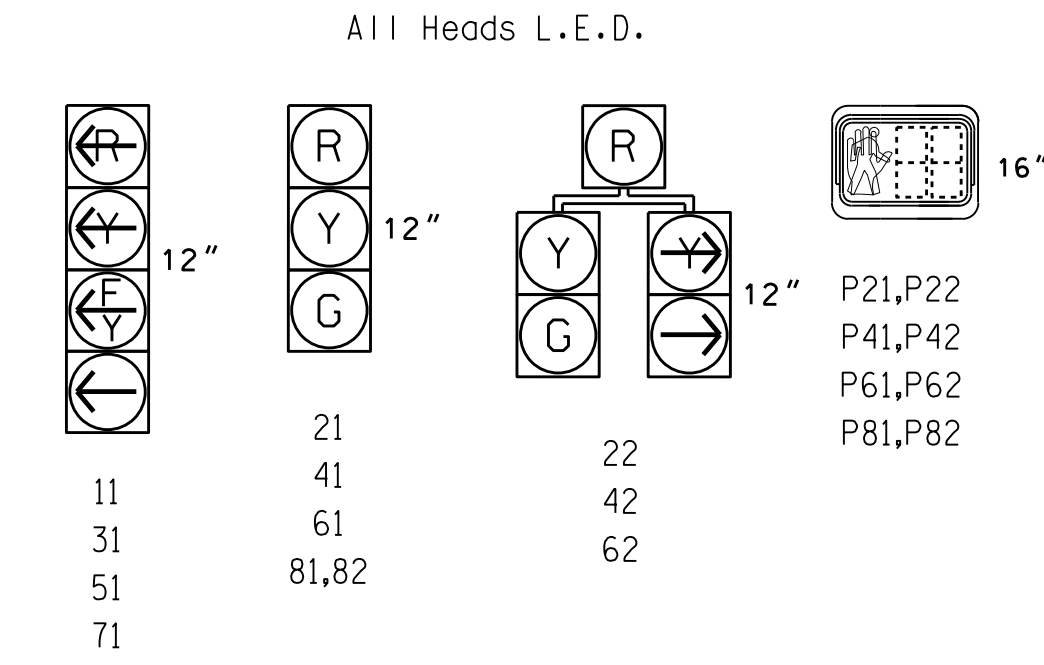 All Heads L.E.D.
R
Y
F
Y
12"
11
31
51
71
R
Y
G
12"
21
41
61
81,82
R
Y
G
Y
12"
22
42
62
16"
P21,P22
P41,P42
P61,P62
P81,P82